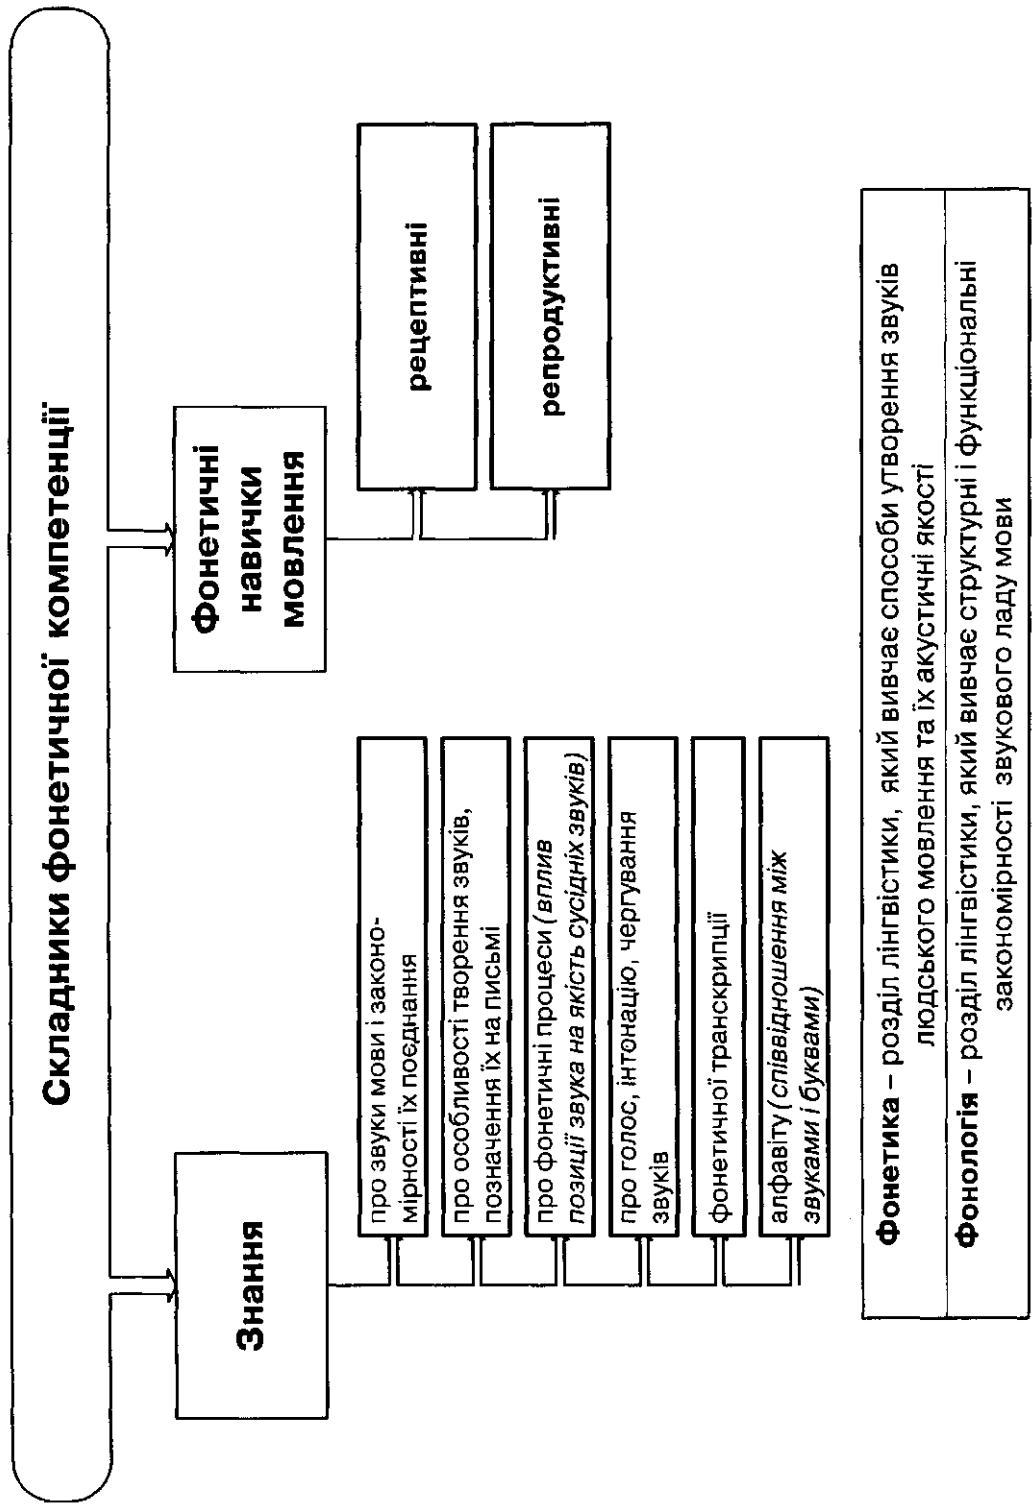 Складники фонетичної компетенції
Знання
про звуки мови і законо-
мірності їх поєднання
про особливості творення звуків,
позначення їх на письмі
про фонетичні процеси (вплив
позиції звука на якість сусідніх звуків)
про голос, інтонацію, чергування
звуків
фонетичної транскрипції
алфавіту (співвідношення між
звуками і буквами)
Фонетичні
навички
мовлення
рецептивні
репродуктивні
Фонетика – розділ лінгвістики, який вивчає способи утворення звуків
людського мовлення та їх акустичні якості
Фонологія – розділ лінгвістики, який вивчає структурні і функціональні
закономірності звукового ладу мови